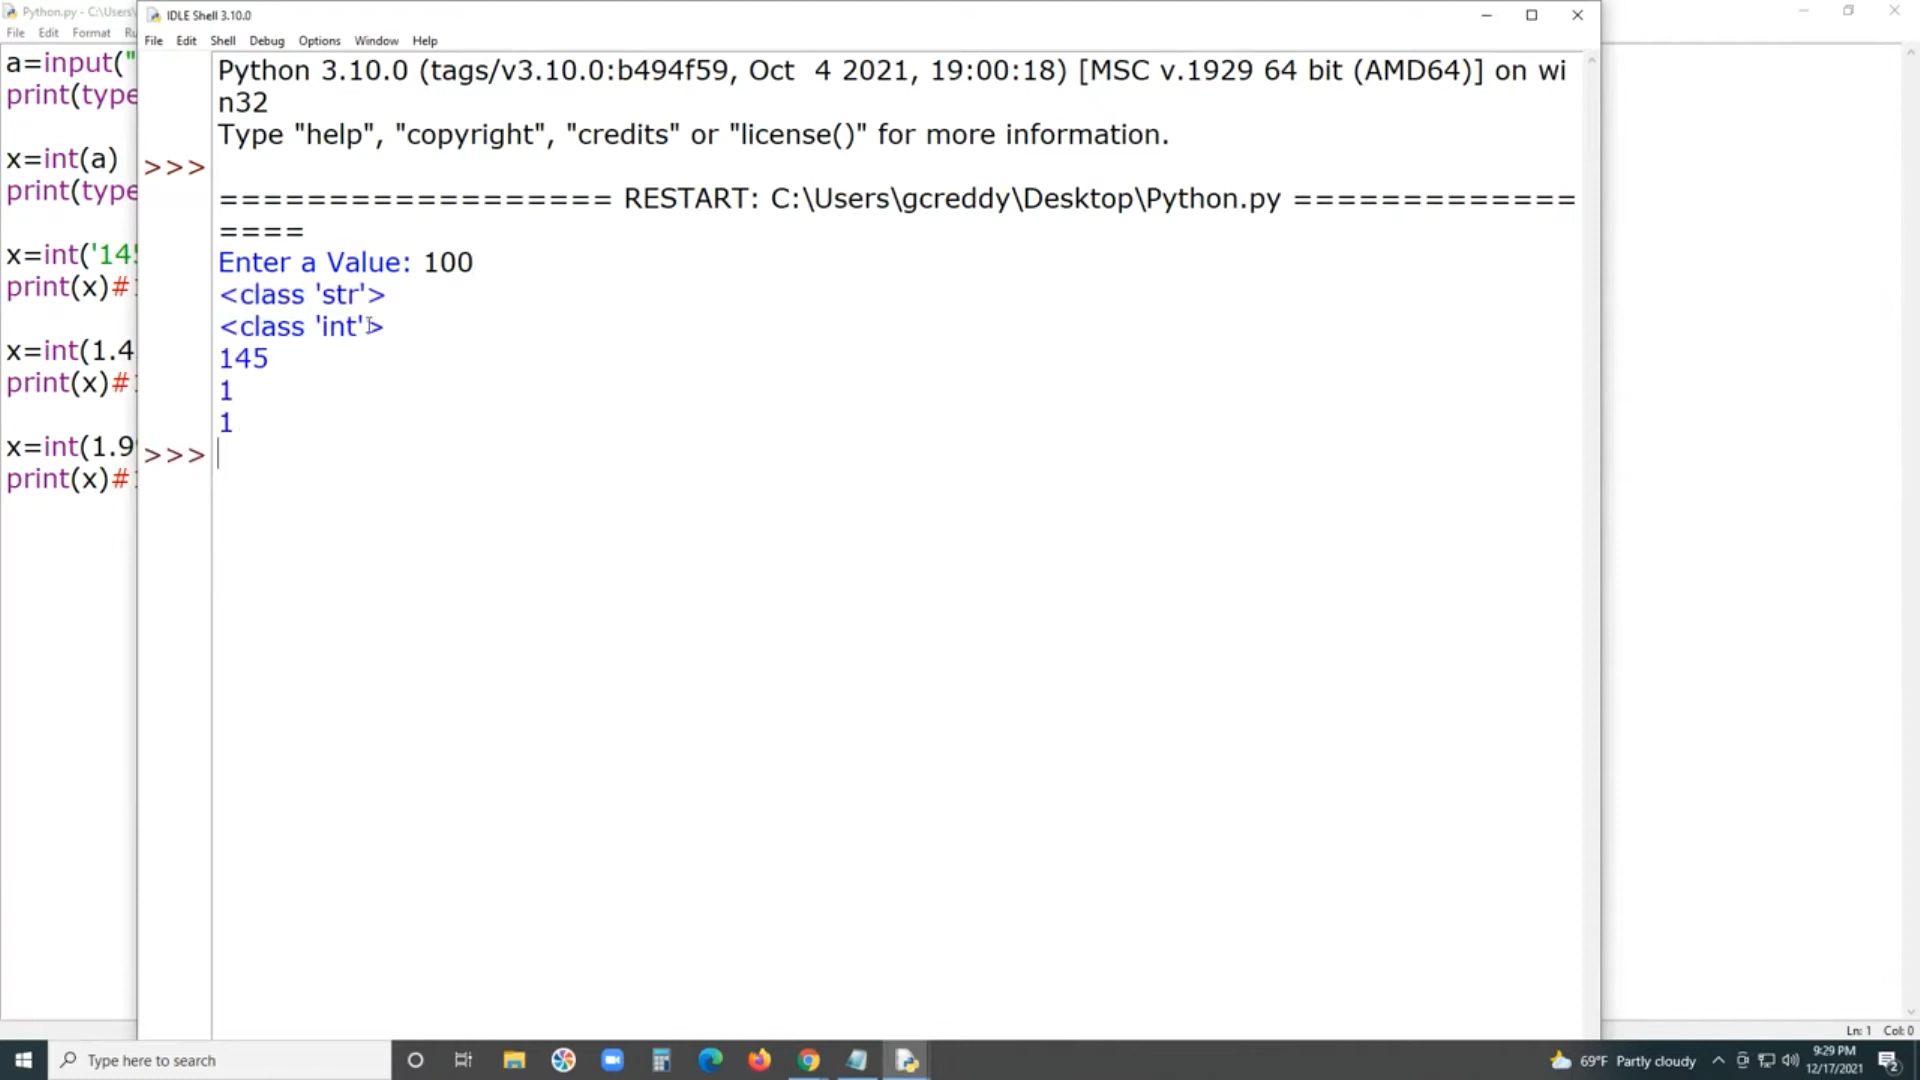 Python.py - C:\Users\
File Edit Format Ru
a=input("
print(type
x=int(a)
print(type
x=int('145
print(x)#
x=int(1.4
print(x)#
x=int(1.9
print(x)#
IDLE Shell 3.10.0
File Edit Shell Debug Options Window Help
Python 3.10.0 (tags/v3.10.0:b494f59, Oct  4 2021, 19:00:18) [MSC v.1929 64 bit (AMD64)] on wi
n32
Type "help", "copyright", "credits" or "license()" for more information.
>>>
================== RESTART: C:\Users\gcreddy\Desktop\Python.py =============
====
Enter a Value: 100
<class 'str'>
<class 'int'>
145
1
1
>>>
Ln: 1 Col: 0
Type here to search
69°F Partly cloudy
9:29 PM
12/17/2021
2